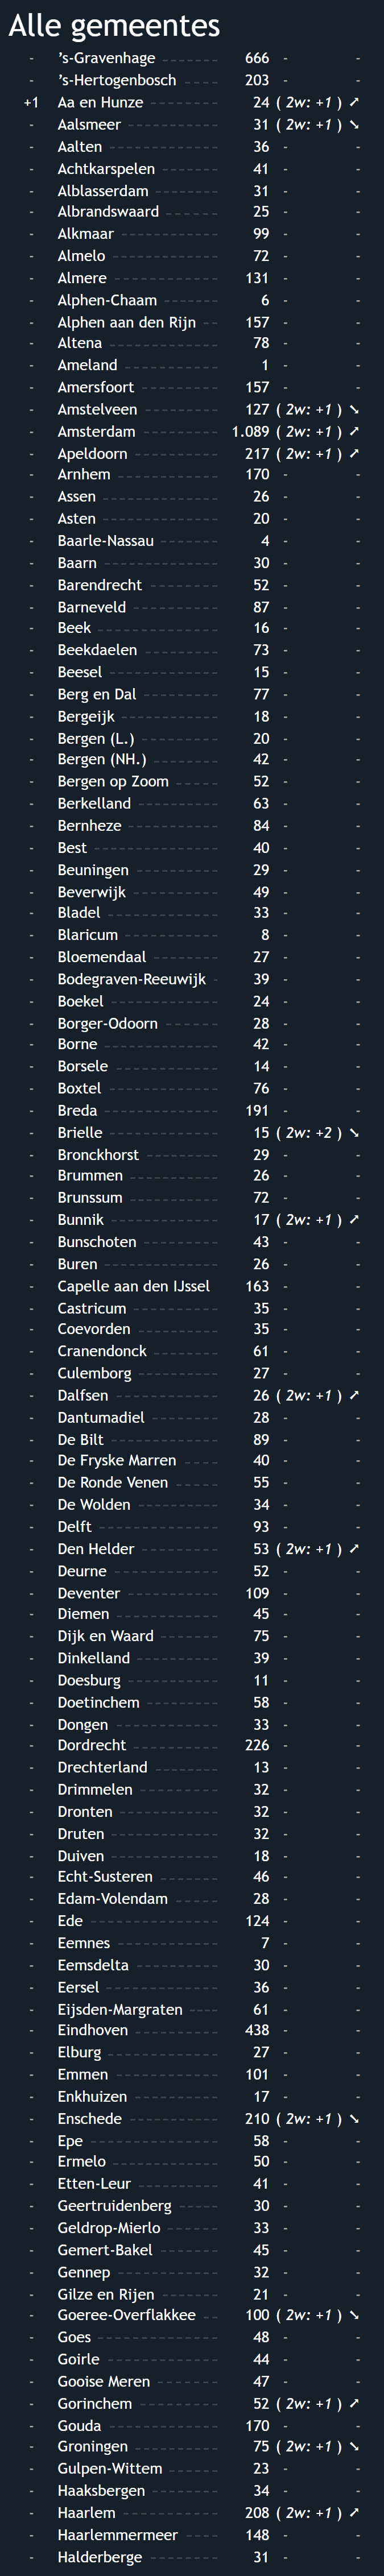 Alle gemeentes
- 's-Gravenhage 666 - -
- 's-Hertogenbosch 203 - -
+1 Aa en Hunze 24 ( 2w: +1 ) ➚
- Aalsmeer 31 ( 2w: +1 ) ➘
- Aalten 36 - -
- Achtkarspelen 41 - -
- Alblasserdam 31 - -
- Albrandswaard 25 - -
- Alkmaar 99 - -
- Almelo 72 - -
- Almere 131 - -
- Alphen-Chaam 6 - -
- Alphen aan den Rijn 157 - -
- Altena 78 - -
- Ameland 1 - -
- Amersfoort 157 - -
- Amstelveen 127 ( 2w: +1 ) ➘
- Amsterdam 1.089 ( 2w: +1 ) ➚
- Apeldoorn 217 ( 2w: +1 ) ➚
- Arnhem 170 - -
- Assen 26 - -
- Asten 20 - -
- Baarle-Nassau 4 - -
- Baarn 30 - -
- Barendrecht 52 - -
- Barneveld 87 - -
- Beek 16 - -
- Beekdaelen 73 - -
- Beesel 15 - -
- Berg en Dal 77 - -
- Bergeijk 18 - -
- Bergen (L.) 20 - -
- Bergen (NH.) 42 - -
- Bergen op Zoom 52 - -
- Berkelland 63 - -
- Bernheze 84 - -
- Best 40 - -
- Beuningen 29 - -
- Beverwijk 49 - -
- Bladel 33 - -
- Blaricum 8 - -
- Bloemendaal 27 - -
- Bodegraven-Reeuwijk 39 - -
- Boekel 24 - -
- Borger-Odoorn 28 - -
- Borne 42 - -
- Borsele 14 - -
- Boxtel 76 - -
- Breda 191 - -
- Brielle 15 ( 2w: +2 ) ➘
- Bronckhorst 29 - -
- Brummen 26 - -
- Brunssum 72 - -
- Bunnik 17 ( 2w: +1 ) ➚
- Bunschoten 43 - -
- Buren 26 - -
- Capelle aan den IJssel 163 - -
- Castricum 35 - -
- Coevorden 35 - -
- Cranendonck 61 - -
- Culemborg 27 - -
- Dalfsen 26 ( 2w: +1 ) ➚
- Dantumadiel 28 - -
- De Bilt 89 - -
- De Fryske Marren 40 - -
- De Ronde Venen 55 - -
- De Wolden 34 - -
- Delft 93 - -
- Den Helder 53 ( 2w: +1 ) ➚
- Deurne 52 - -
- Deventer 109 - -
- Diemen 45 - -
- Dijk en Waard 75 - -
- Dinkelland 39 - -
- Doesburg 11 - -
- Doetinchem 58 - -
- Dongen 33 - -
- Dordrecht 226 - -
- Drechterland 13 - -
- Drimmelen 32 - -
- Dronten 32 - -
- Druten 32 - -
- Duiven 18 - -
- Echt-Susteren 46 - -
- Edam-Volendam 28 - -
- Ede 124 - -
- Eemnes 7 - -
- Eemsdelta 30 - -
- Eersel 36 - -
- Eijsden-Margraten 61 - -
- Eindhoven 438 - -
- Elburg 27 - -
- Emmen 101 - -
- Enkhuizen 17 - -
- Enschede 210 ( 2w: +1 ) ➘
- Epe 58 - -
- Ermelo 50 - -
- Etten-Leur 41 - -
- Geertruidenberg 30 - -
- Geldrop-Mierlo 33 - -
- Gemert-Bakel 45 - -
- Gennep 32 - -
- Gilze en Rijen 21 - -
- Goeree-Overflakkee 100 ( 2w: +1 ) ➘
- Goes 48 - -
- Goirle 44 - -
- Gooise Meren 47 - -
- Gorinchem 52 ( 2w: +1 ) ➚
- Gouda 170 - -
- Groningen 75 ( 2w: +1 ) ➘
- Gulpen-Wittem 23 - -
- Haaksbergen 34 - -
- Haarlem 208 ( 2w: +1 ) ➚
- Haarlemmermeer 148 - -
- Halderberge 31 - -